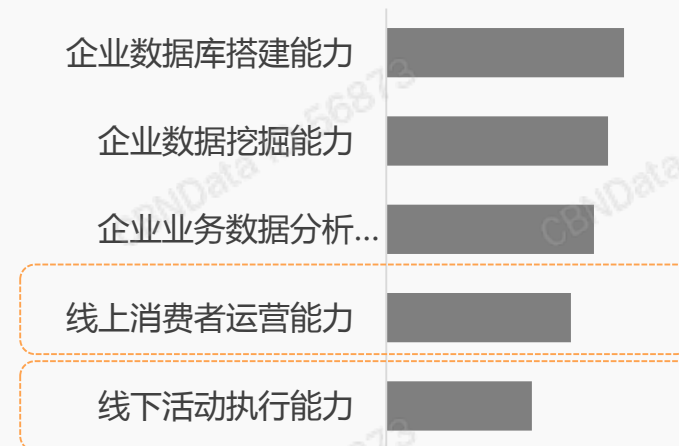 企业数据库搭建能力
企业数据挖掘能力
企业业务数据分析...
线上消费者运营能力
线下活动执行能力